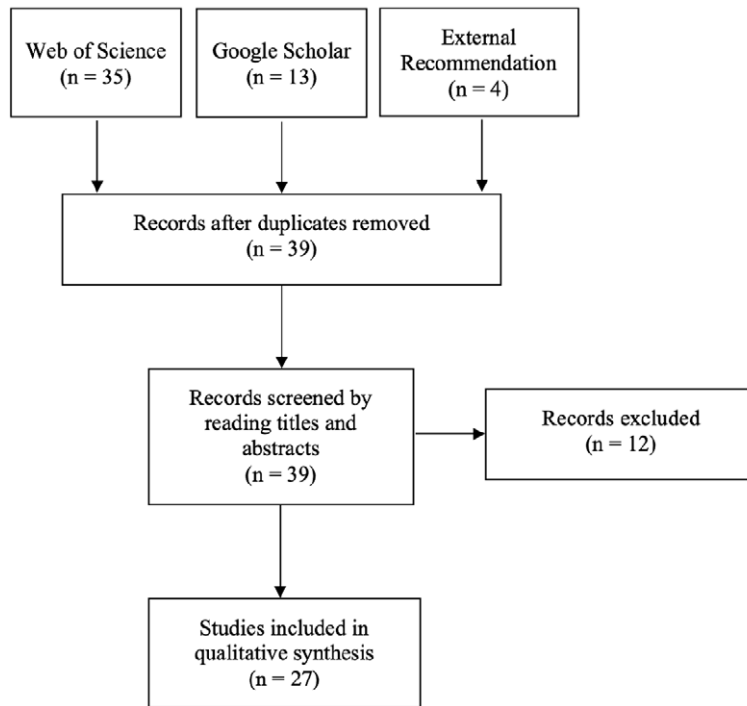 Web of Science
(n = 35)
Google Scholar
(n = 13)
External
Recommendation
(n = 4)
Records after duplicates removed
(n = 39)
Records screened by
reading titles and
abstracts
(n = 39)
Records excluded
(n = 12)
Studies included in
qualitative synthesis
(n = 27)